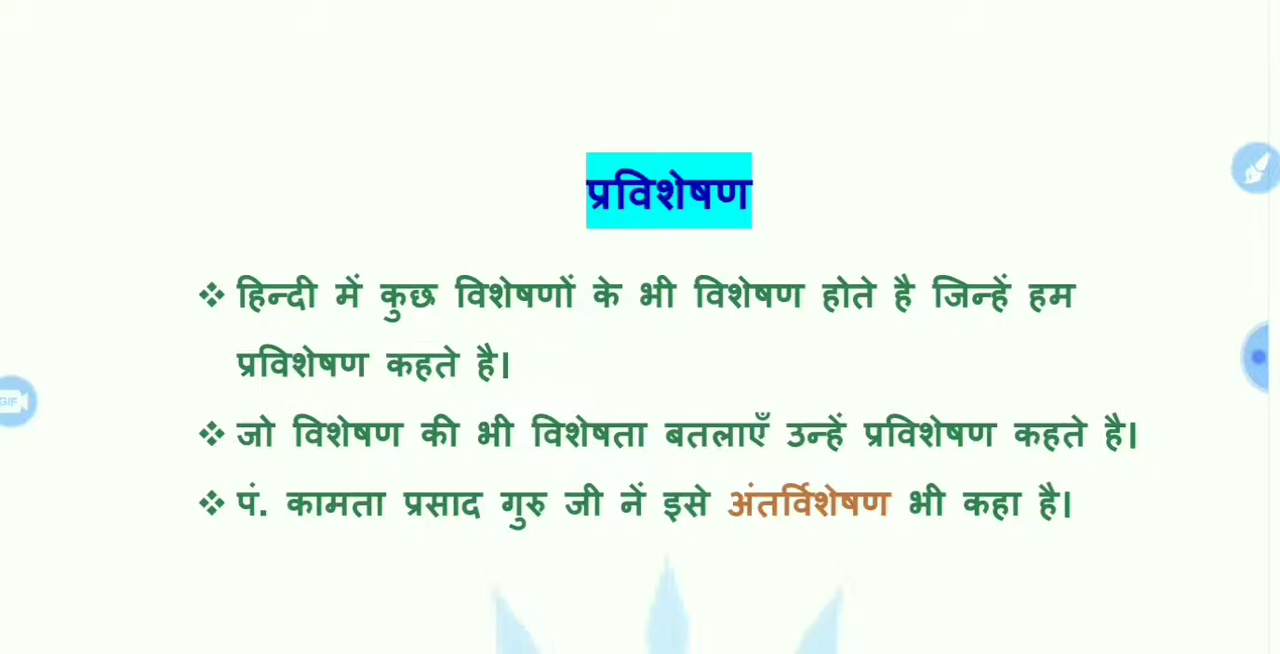 प्रविशेषण
❖ हिन्दी में कुछ विशेषणों के भी विशेषण होते है जिन्हें हम
प्रविशेषण कहते है।
❖ जो विशेषण की भी विशेषता बतलाएँ उन्हें प्रविशेषण कहते है।
❖ पं. कामता प्रसाद गुरु जी नें इसे अंतर्विशेषण भी कहा है।
GIF